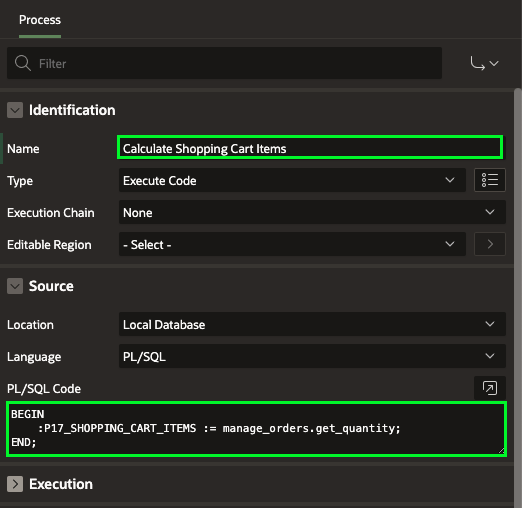 Process
Filter
Identification
Name Calculate Shopping Cart Items
Type Execute Code
Execution Chain None
Editable Region - Select -
Source
Location Local Database
Language PL/SQL
PL/SQL Code
BEGIN
    :P17_SHOPPING_CART_ITEMS := manage_orders.get_quantity;
END;
Execution